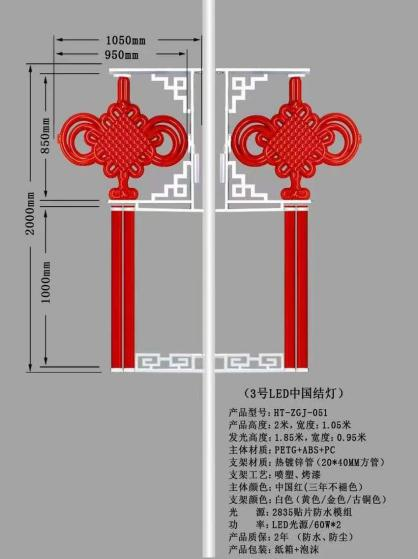 1050mm
950mm
850mm
2000mm
1000mm
(3号LED中国结灯)
产品型号: HT-ZGJ-051
产品高度: 2米, 宽度: 1.05米
发光高度: 1.85米, 宽度: 0.95米
主体材质: PETG+ABS+PC
支架材质: 热镀锌管(20*40MM方管)
支架工艺: 喷塑、烤漆
主体颜色: 中国红(三年不褪色)
支架颜色: 白色(黄色/金色/古铜色)
光 源: 2835贴片防水模组
功 率: LED光源/60W*2
产品质保: 2年 (防水、防尘)
产品包装: 纸箱+泡沫